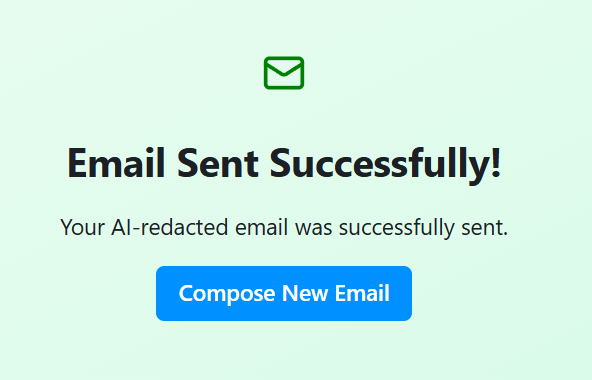 Email Sent Successfully!
Your AI-redacted email was successfully sent.
Compose New Email